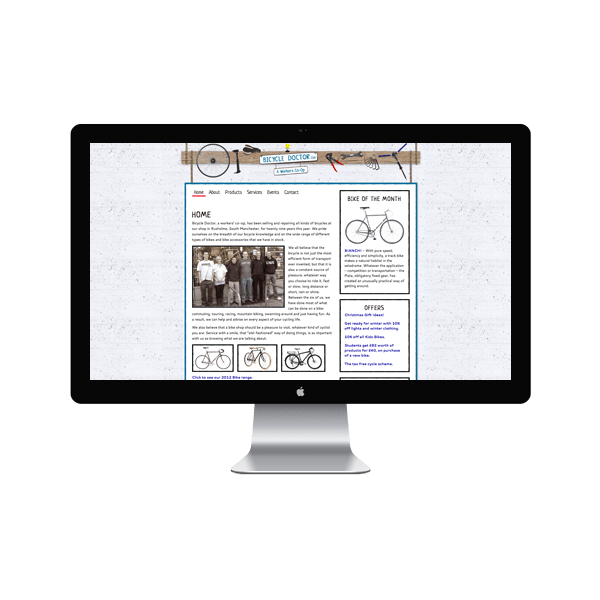 BICYCLE DOCTOR
A Workers Co-Op
Home About Products Services Events Contact
HOME
Bicycle Doctor, a workers' co-op, has been selling and repairing all kinds of bicycles at
our shop in Rusholme, South Manchester, for twenty nine years this year. We pride
ourselves on the breadth of our bicycle knowledge and on the wide range of different
types of bikes and bike accessories that we have in stock.
We all believe that the
bicycle is not just the most
efficient form of transport
ever invented, but that it is
also a constant source of
pleasure: whatever way
you choose to ride it, fast
or slow, long distance or
short, rain or shine.
Between the six of us, we
have done most of what
can be done on a bike:
commuting, touring, racing, mountain biking, swanning around and just having fun. As
a result, we can help and advise on every aspect of your cycling life.
We also believe that a bike shop should be a pleasure to visit, whatever kind of cyclist
you are. Service with a smile, that "old-fashioned" way of doing things, is as important
with us as knowing what we are talking about.
Click to see our 2012 Bike range.
BIKE OF THE MONTH
BIANCHI - With pure speed,
efficiency and simplicity, a track bike
makes a natural habitat in the
velodrome. Whatever the application
- competition or transportation - the
Pista, obligatory fixed gear, has
created an unusually practical way of
getting around.
OFFERS
Christmas Gift Ideas!
Get ready for winter with 10%
off lights and winter clothing.
10% off all Kids Bikes.
Students get £52 worth of
products for £40, on purchase
of a new bike.
The tax free cycle scheme.